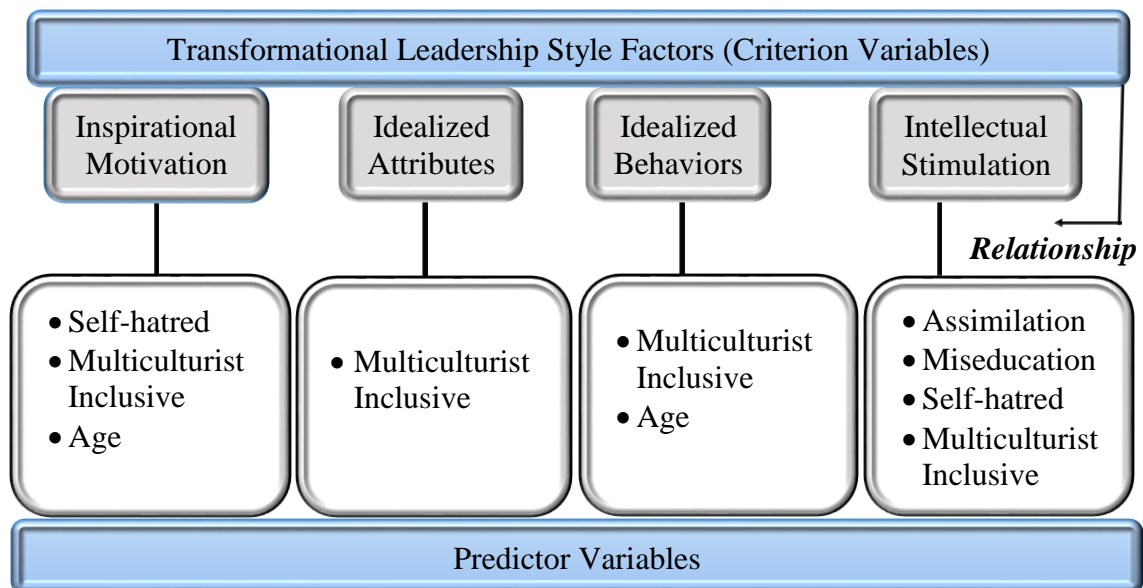 Transformational Leadership Style Factors (Criterion Variables)
Inspirational
Motivation
Idealized
Attributes
Idealized
Behaviors
Intellectual
Stimulation
Relationship
• Self-hatred
• Multiculturist
Inclusive
• Age
• Multiculturist
Inclusive
• Multiculturist
Inclusive
• Age
• Assimilation
• Miseducation
• Self-hatred
• Multiculturist
Inclusive
Predictor Variables